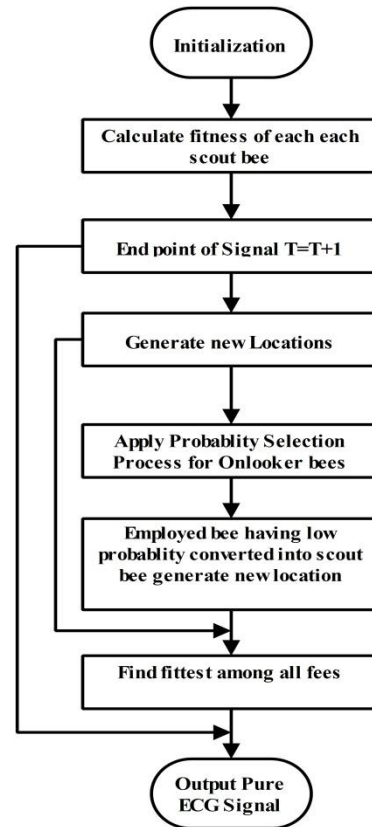 Initialization
Calculate fitness of each each
scout bee
End point of Signal T=T+1
Generate new Locations
Apply Probablity Selection
Process for Onlooker bees
Employed bee having low
probablity converted into scout
bee generate new location
Find fittest among all fees
Output Pure
ECG Signal